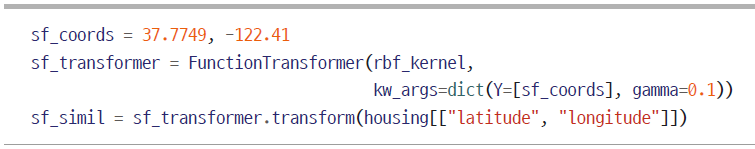 sf_coords = 37.7749, -122.41
sf_transformer = FunctionTransformer(rbf_kernel,
                                     kw_args=dict(Y=[sf_coords], gamma=0.1))
sf_simil = sf_transformer.transform(housing[["latitude", "longitude"]])